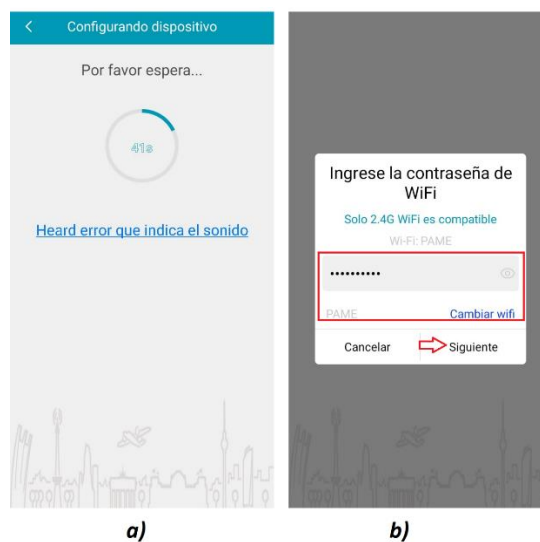 Configurando dispositivo
Por favor espera...
41s
Heard error que indica el sonido
Ingrese la contraseña de
WiFi
Solo 2.4G WiFi es compatible
Wi-Fi: PAME
••••••••••
PAME
Cambiar wifi
Cancelar
Siguiente
a)
b)